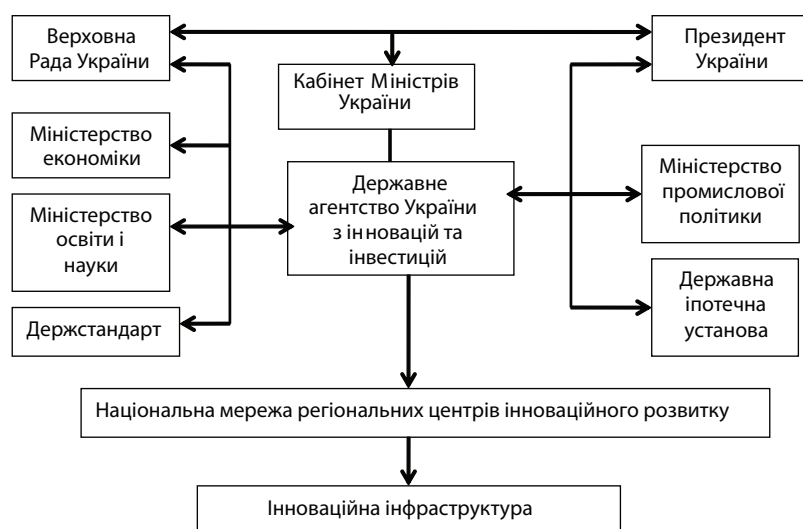 Верховна
Рада України
Президент
України
Кабінет Міністрів
України
Міністерство
економіки
Державне
агентство України
з інновацій та
інвестицій
Міністерство
промислової
політики
Міністерство
освіти і
науки
Державна
іпотечна
установа
Держстандарт
Національна мережа регіональних центрів інноваційного розвитку
Інноваційна інфраструктура